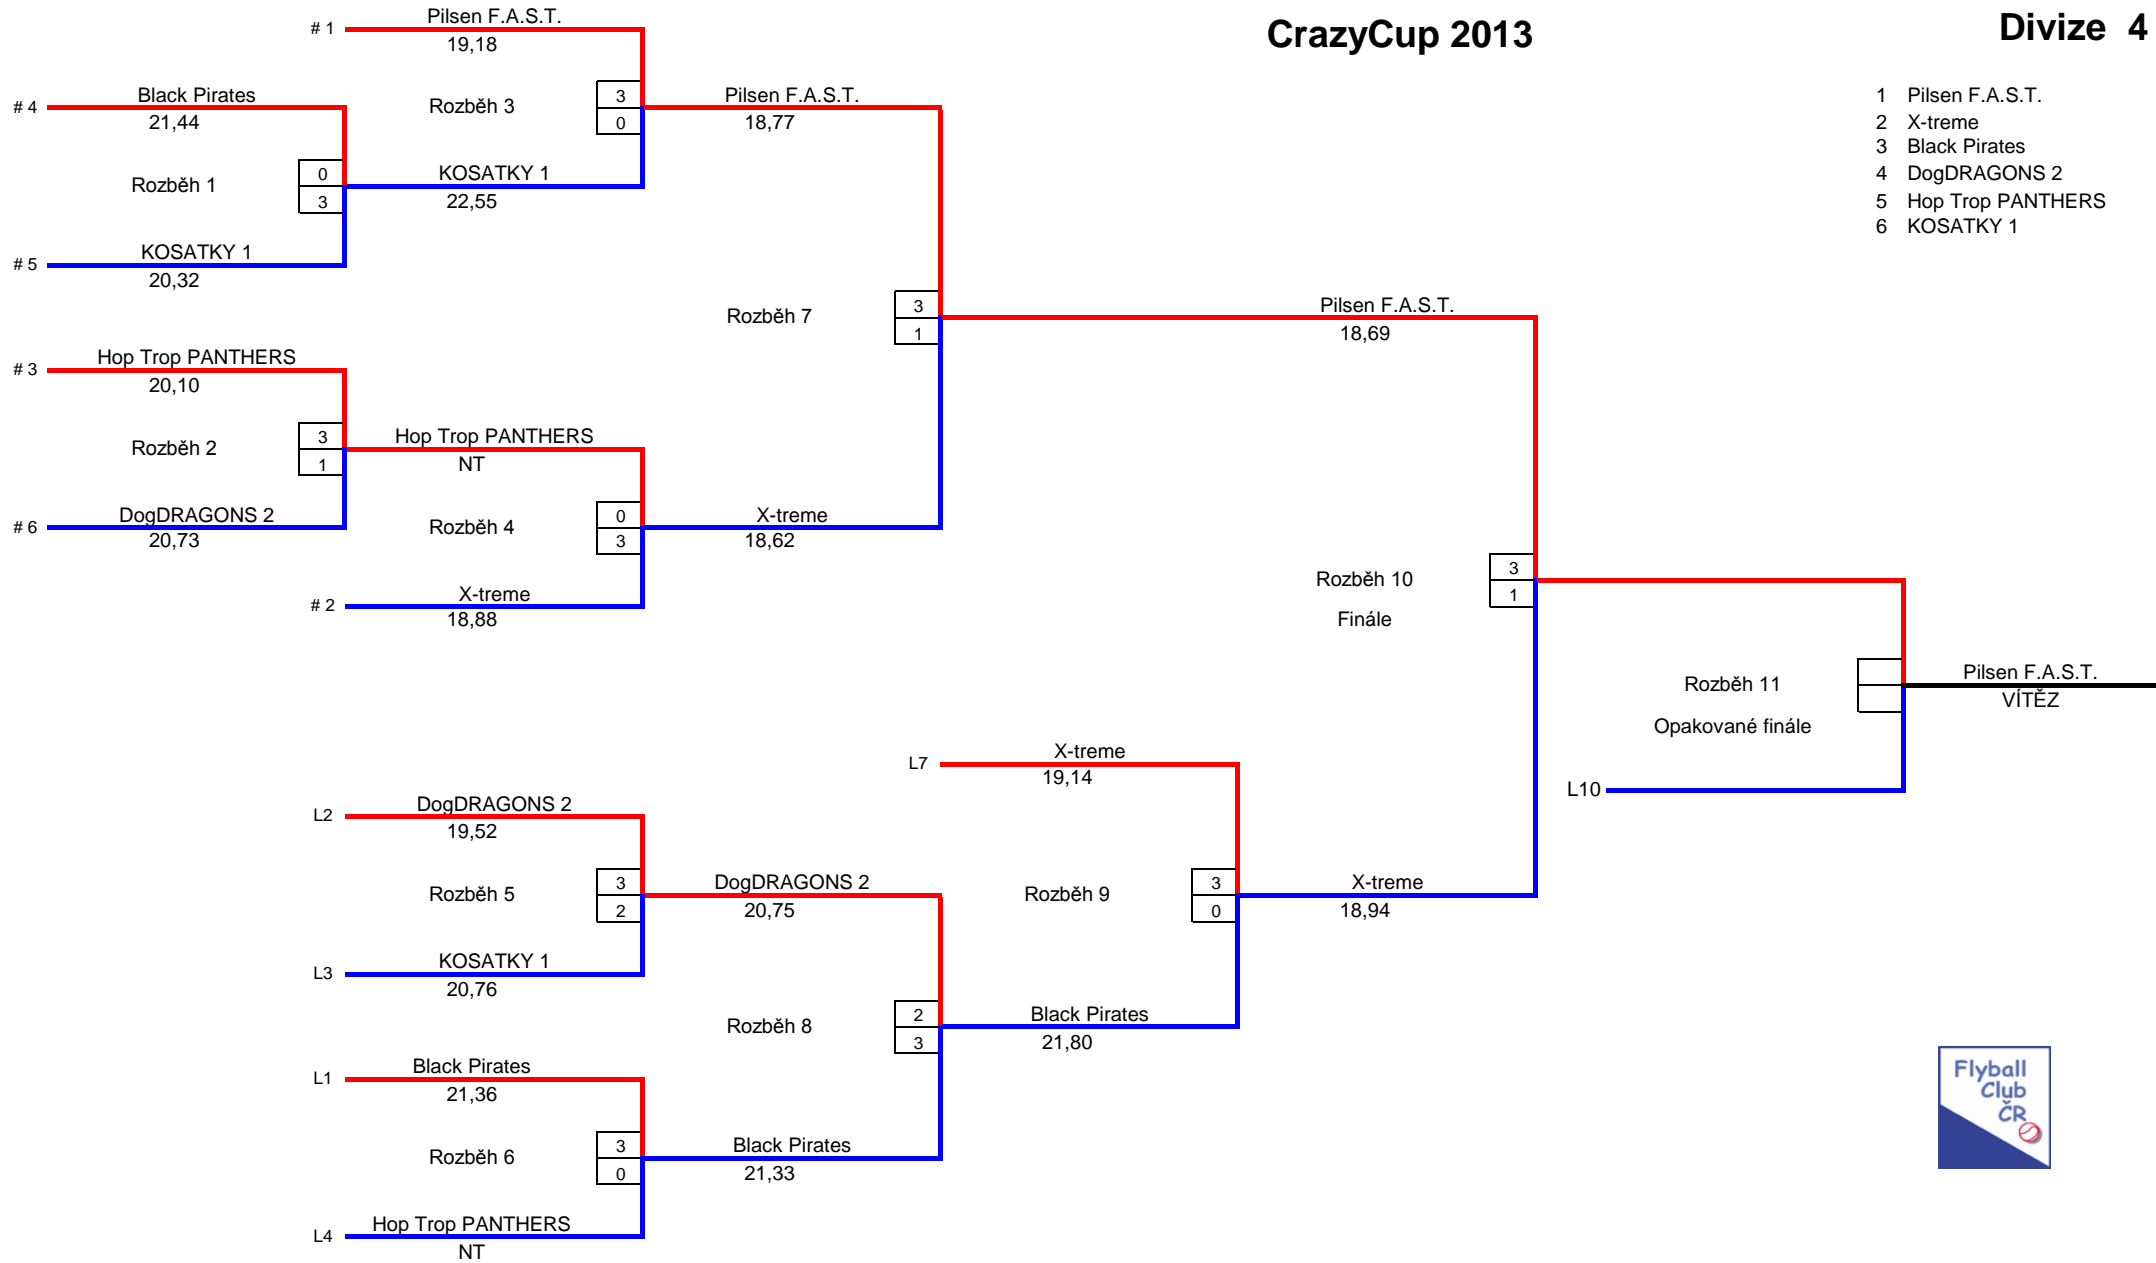 CrazyCup 2013
Divize 4
1 Pilsen F.A.S.T.
2 X-treme
3 Black Pirates
4 DogDRAGONS 2
5 Hop Trop PANTHERS
6 KOSATKY 1
# 1
Pilsen F.A.S.T.
19,18
# 4
Black Pirates
21,44
Rozběh 1
0
3
# 5
KOSATKY 1
20,32
Rozběh 3
3
0
KOSATKY 1
22,55
Pilsen F.A.S.T.
18,77
# 3
Hop Trop PANTHERS
20,10
Rozběh 2
3
1
# 6
DogDRAGONS 2
20,73
Hop Trop PANTHERS
NT
Rozběh 4
0
3
# 2
X-treme
18,88
X-treme
18,62
Rozběh 7
3
1
Pilsen F.A.S.T.
18,69
Rozběh 10
Finále
3
1
Rozběh 11
Opakované finále
Pilsen F.A.S.T.
VÍTĚZ
L10
L7
X-treme
19,14
L2
DogDRAGONS 2
19,52
Rozběh 5
3
2
L3
KOSATKY 1
20,76
DogDRAGONS 2
20,75
Rozběh 9
3
0
X-treme
18,94
Rozběh 8
2
3
Black Pirates
21,80
L1
Black Pirates
21,36
Rozběh 6
3
0
L4
Hop Trop PANTHERS
NT
Black Pirates
21,33
Flyball
Club
ČR